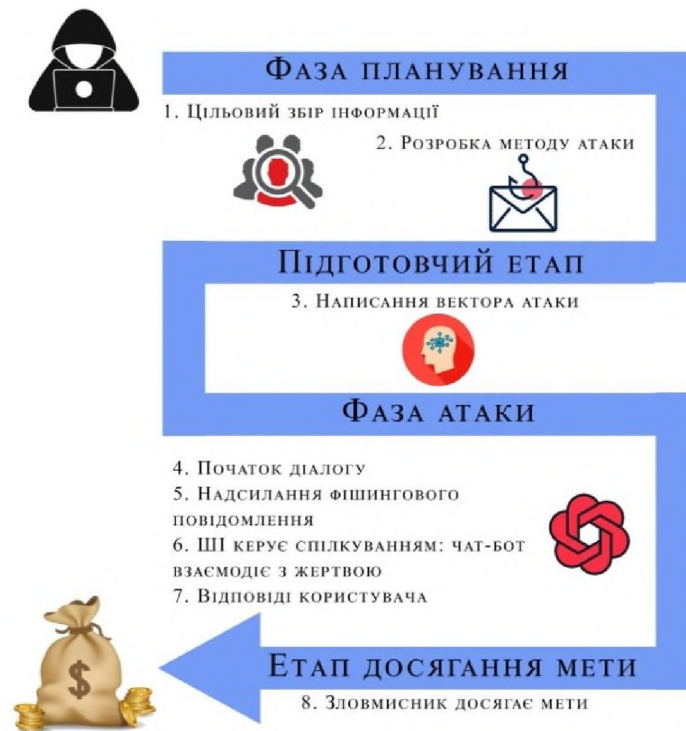 Фаза планування
1. Цільовий збір інформації
2. Розробка методу атаки
Підготовчий етап
3. Написання вектора атаки
Фаза атаки
4. Початок діалогу
5. Надсилання фішингового
повідомлення
6. ШІ керує спілкуванням: чат-бот
взаємодіє з жертвою
7. Відповіді користувача
Етап досягання мети
8. Зловмисник досягає мети